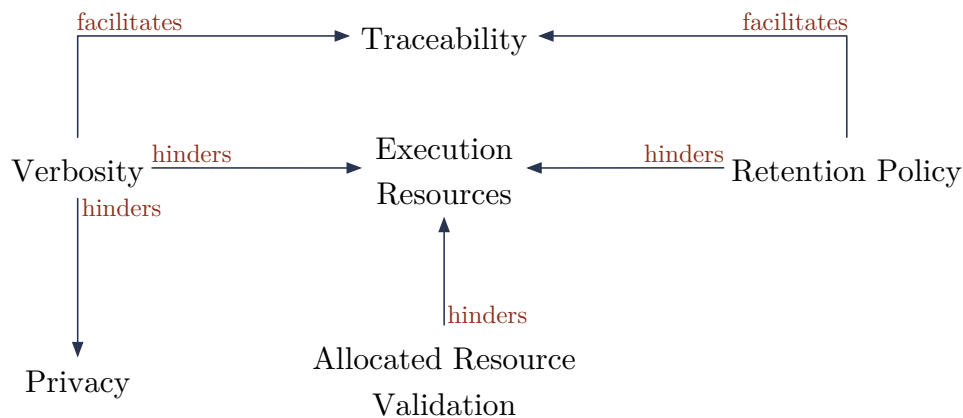 facilitates
facilitates
Traceability
Execution
Resources
Verbosity
hinders
hinders
Retention Policy
hinders
hinders
Allocated Resource
Validation
Privacy